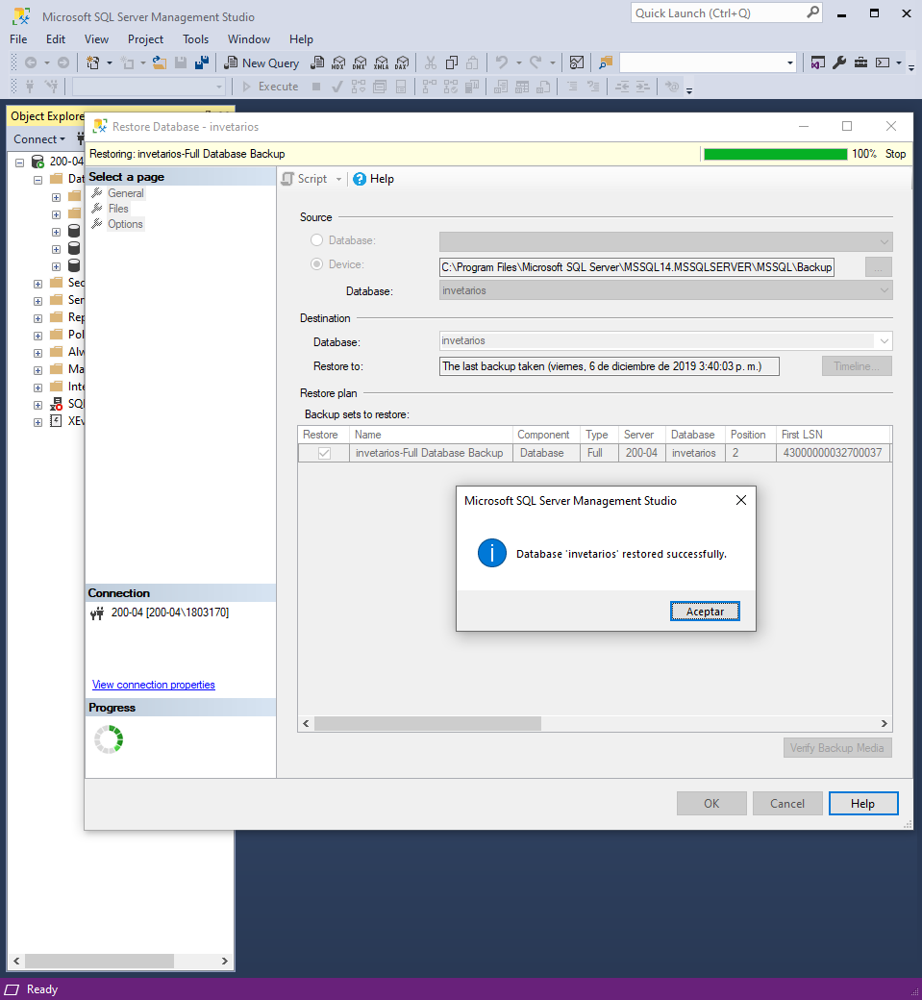 Microsoft SQL Server Management Studio
Quick Launch (Ctrl+Q)
File Edit View Project Tools Window Help
New Query MDX DMX XMLA DAX
Execute
Object Explore
Connect
200-04
Dat
Sec
Ser
Rep
Pol
Alw
Ma
Inte
SQL
XEv
Restore Database - invetarios
Restoring: invetarios-Full Database Backup 100% Stop
Select a page
General
Files
Options
Script Help
Source
Database:
Device: C:\Program Files\Microsoft SQL Server\MSSQL14.MSSQLSERVER\MSSQL\Backup ...
Database: invetarios
Destination
Database: invetarios
Restore to: The last backup taken (viernes, 6 de diciembre de 2019 3:40:03 p. m.) Timeline...
Restore plan
Backup sets to restore:
Restore Name Component Type Server Database Position First LSN
invetarios-Full Database Backup Database Full 200-04 invetarios 2 43000000032700037
Microsoft SQL Server Management Studio
Database 'invetarios' restored successfully.
Aceptar
Connection
200-04 [200-04\1803170]
View connection properties
Progress
Verify Backup Media
OK Cancel Help
Ready